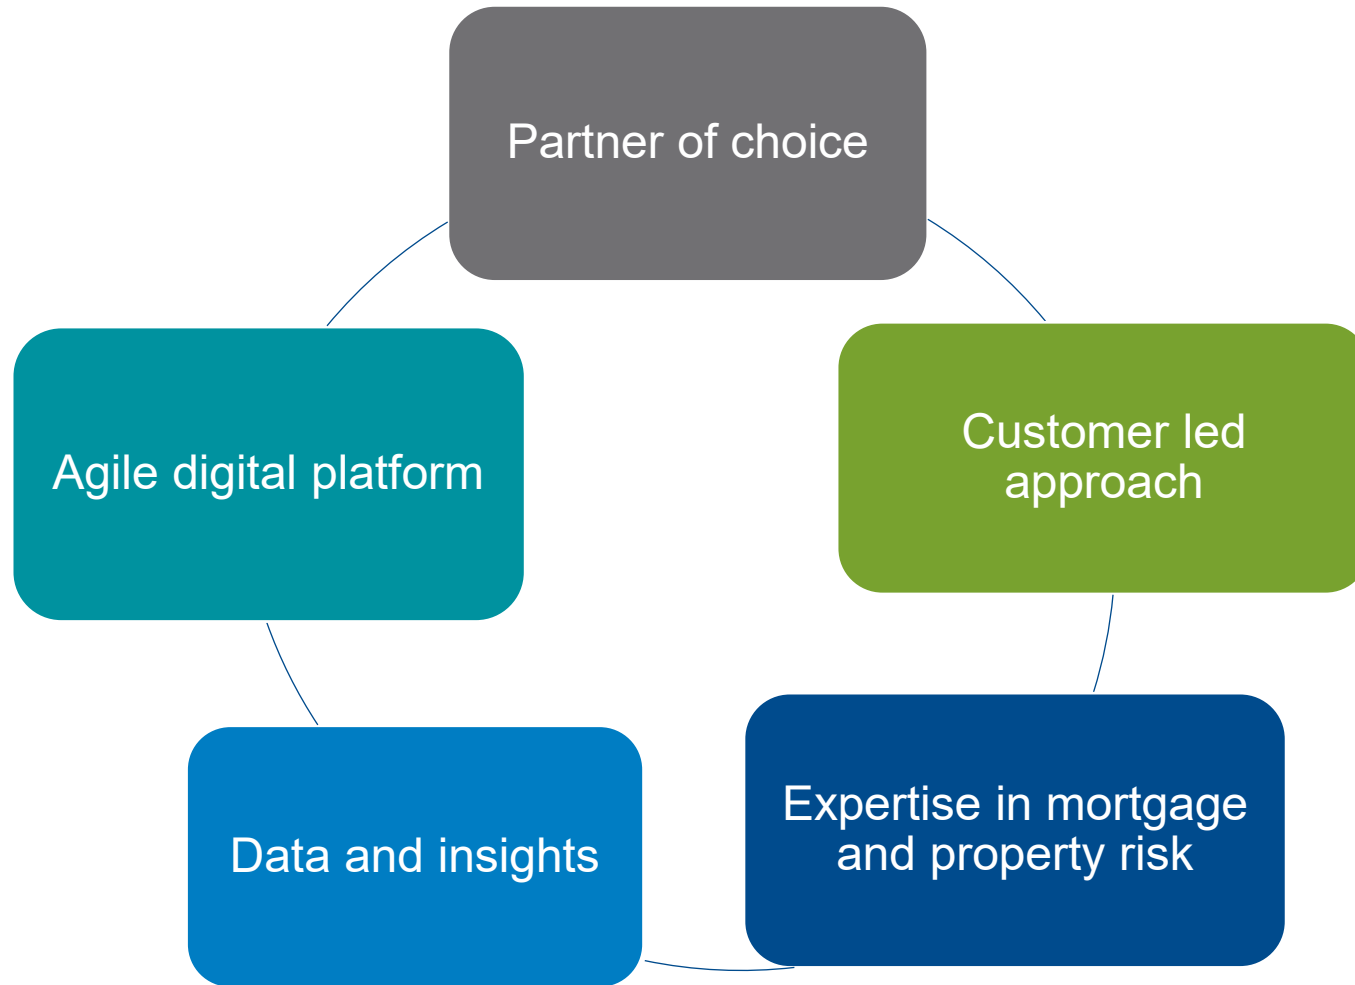 Partner of choice
Customer led
approach
Expertise in mortgage
and property risk
Data and insights
Agile digital platform